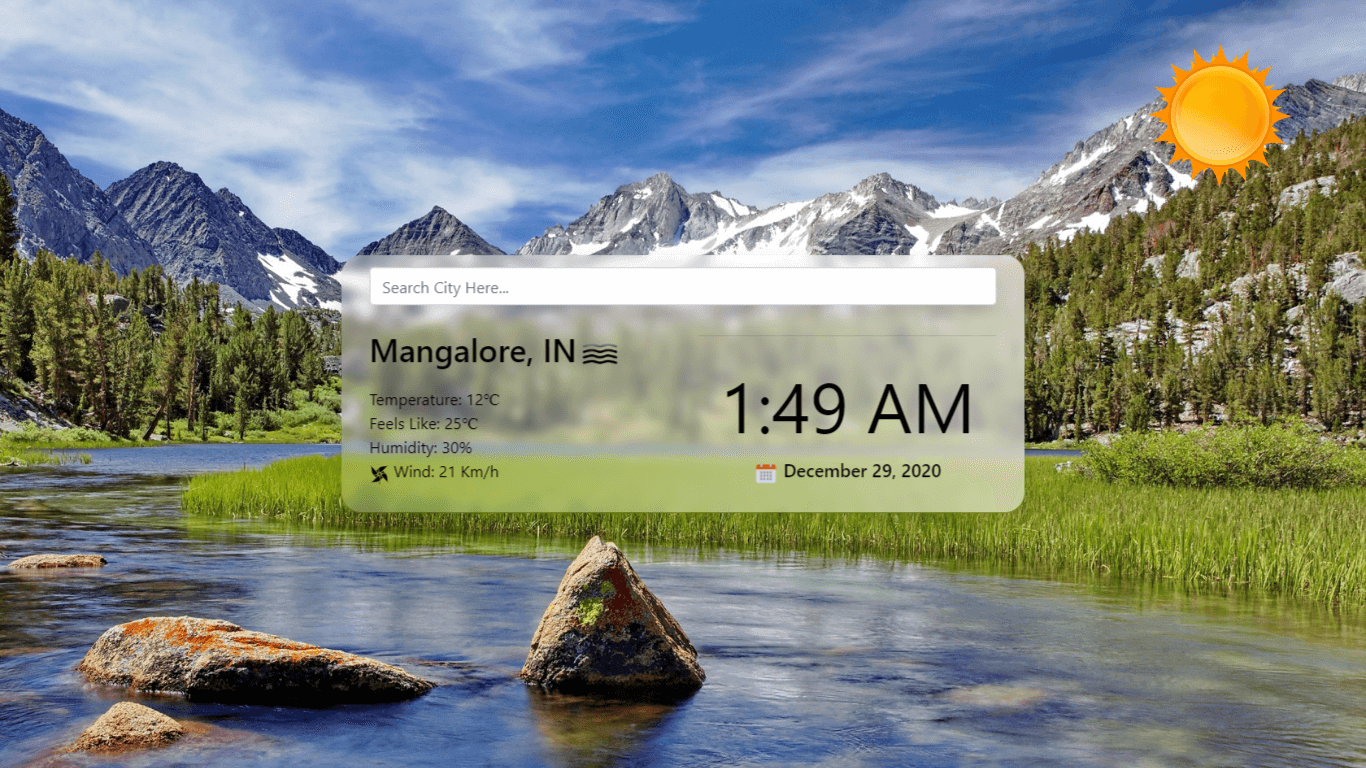 Search City Here...
Mangalore, IN
Temperature: 12℃
Feels Like: 25℃
Humidity: 30%
Wind: 21 Km/h
1:49 AM
December 29, 2020